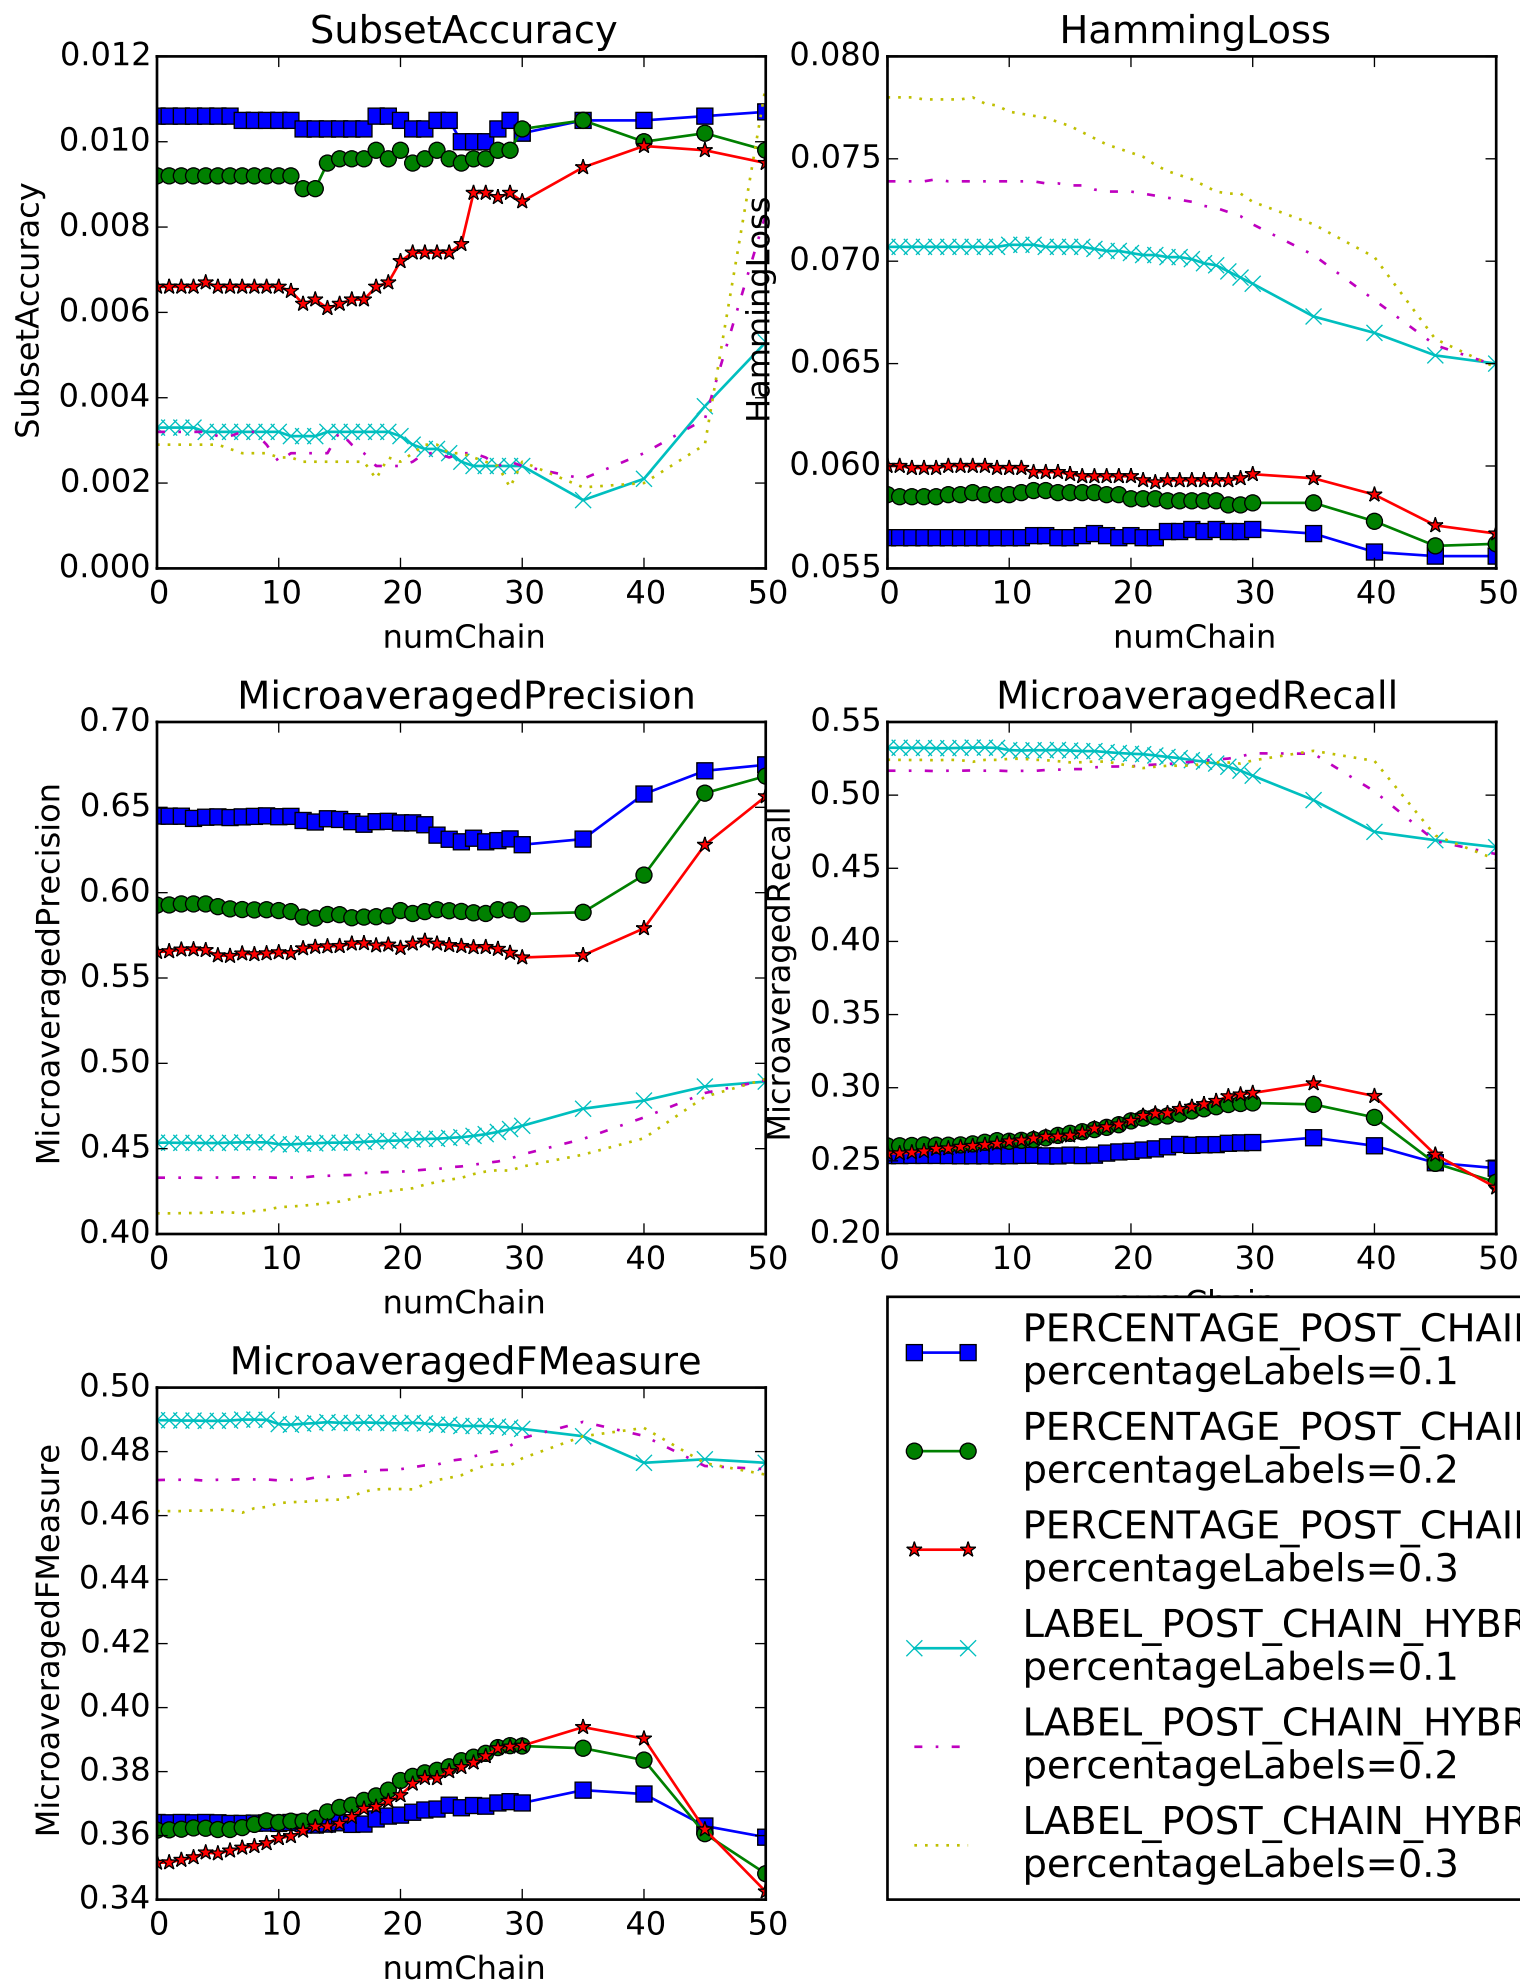 SubsetAccuracy
0.012
0.010
0.008
0.006
0.004
0.002
0.000
SubsetAccuracy
0 10 20 30 40 50
numChain
HammingLoss
0.080
0.075
0.070
0.065
0.060
0.055
HammingLoss
0 10 20 30 40 50
numChain
MicroaveragedPrecision
0.70
0.65
0.60
0.55
0.50
0.45
0.40
MicroaveragedPrecision
0 10 20 30 40 50
numChain
MicroaveragedRecall
0.55
0.50
0.45
0.40
0.35
0.30
0.25
0.20
MicroaveragedRecall
0 10 20 30 40 50
MicroaveragedFMeasure
0.50
0.48
0.46
0.44
0.42
0.40
0.38
0.36
0.34
MicroaveragedFMeasure
0 10 20 30 40 50
numChain
PERCENTAGE_POST_CHAI
percentageLabels=0.1
PERCENTAGE_POST_CHAI
percentageLabels=0.2
PERCENTAGE_POST_CHAI
percentageLabels=0.3
LABEL_POST_CHAIN_HYBR
percentageLabels=0.1
LABEL_POST_CHAIN_HYBR
percentageLabels=0.2
LABEL_POST_CHAIN_HYBR
percentageLabels=0.3